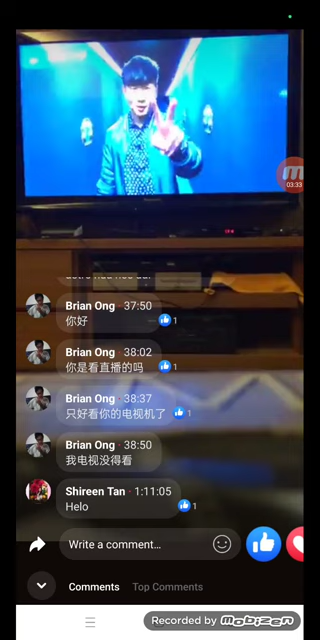 03:33
Brian Ong · 37:50
你好
1
Brian Ong · 38:02
你是看直播的吗
1
Brian Ong · 38:37
只好看你的电视机了
1
Brian Ong · 38:50
我电视没得看
Shireen Tan · 1:11:05
Helo
1
Write a comment...
Comments Top Comments
Recorded by mobizen